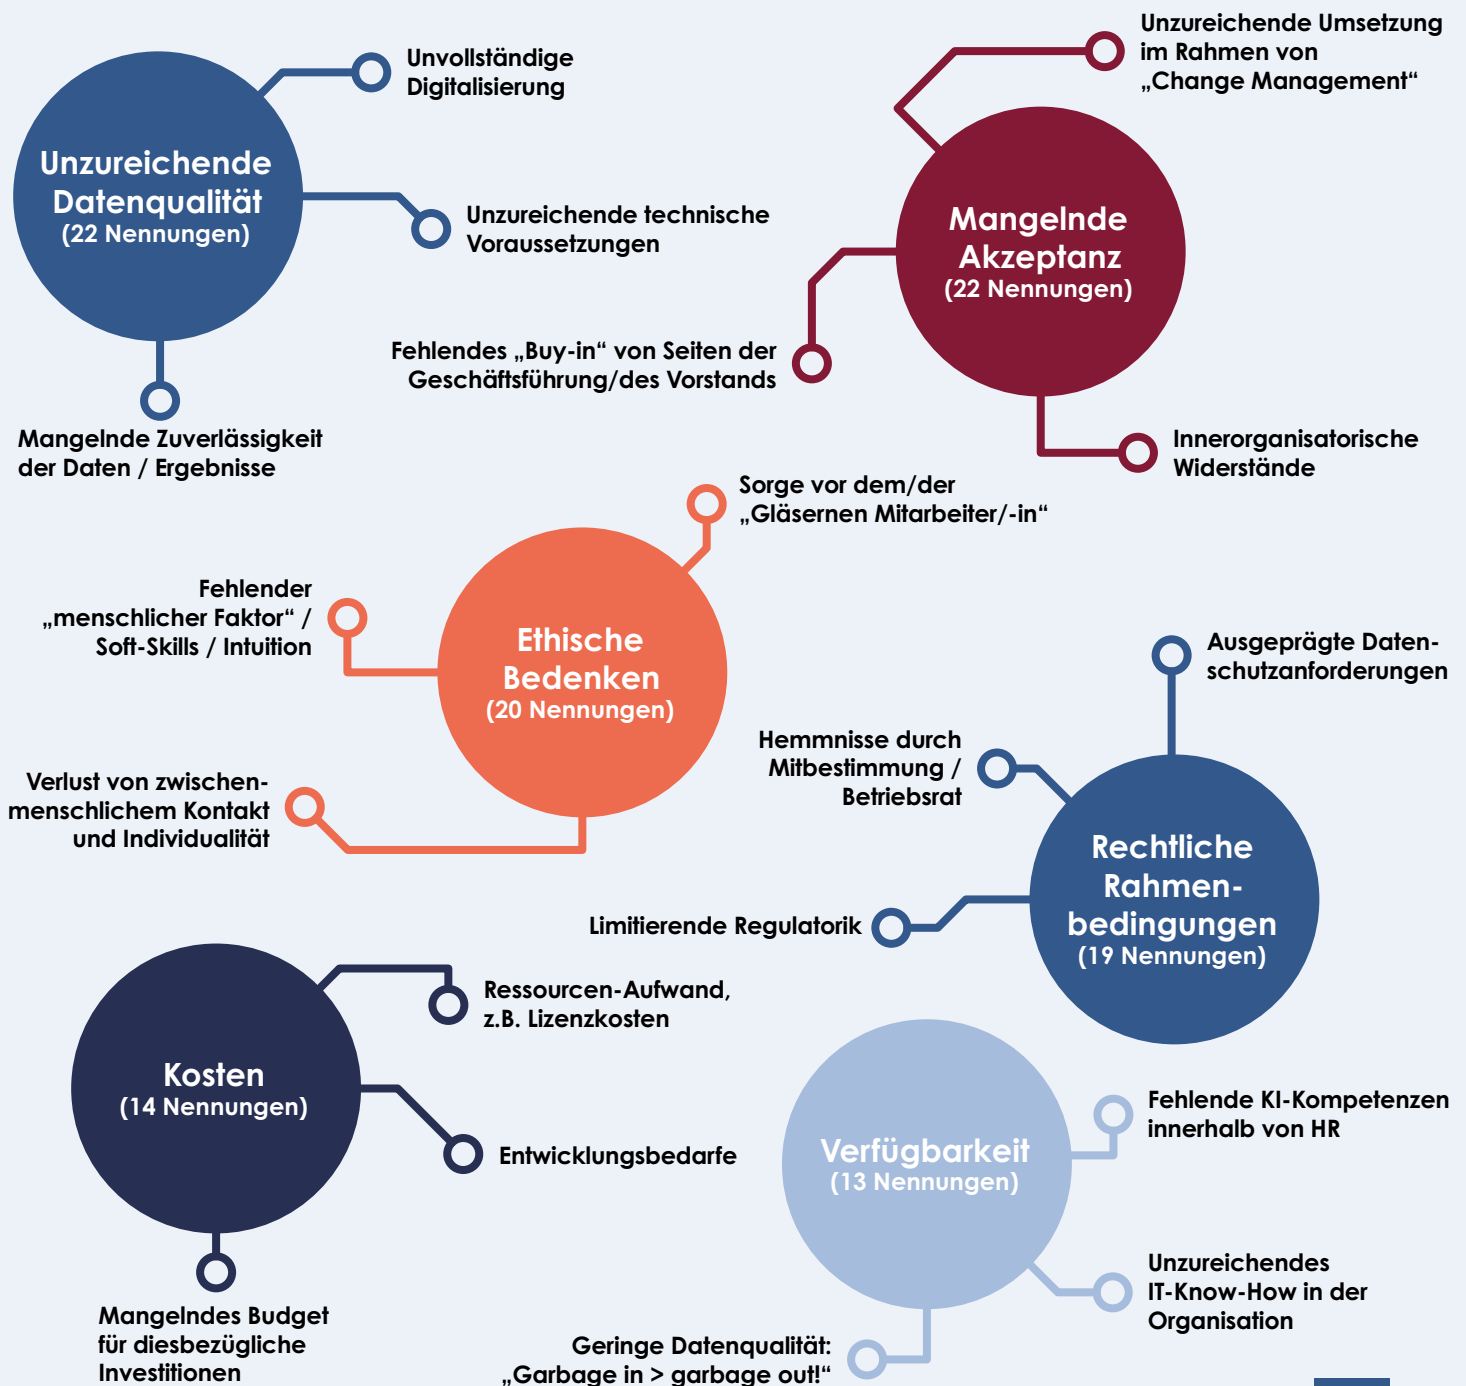 Unzureichende
Datenqualität
(22 Nennungen)
Unvollständige
Digitalisierung
Unzureichende technische
Voraussetzungen
Mangelnde Zuverlässigkeit
der Daten / Ergebnisse
Mangelnde
Akzeptanz
(22 Nennungen)
Unzureichende Umsetzung
im Rahmen von
„Change Management“
Fehlendes „Buy-in“ von Seiten der
Geschäftsführung/des Vorstands
Innerorganisatorische
Widerstände
Ethische
Bedenken
(20 Nennungen)
Sorge vor dem/der
„Gläsernen Mitarbeiter/-in“
Fehlender
„menschlicher Faktor“ /
Soft-Skills / Intuition
Verlust von zwischen-
menschlichem Kontakt
und Individualität
Rechtliche
Rahmen-
bedingungen
(19 Nennungen)
Ausgeprägte Daten-
schutzanforderungen
Hemmnisse durch
Mitbestimmung /
Betriebsrat
Limitierende Regulatorik
Kosten
(14 Nennungen)
Ressourcen-Aufwand,
z.B. Lizenzkosten
Entwicklungsbedarfe
Mangelndes Budget
für diesbezügliche
Investitionen
Verfügbarkeit
(13 Nennungen)
Fehlende KI-Kompetenzen
innerhalb von HR
Unzureichendes
IT-Know-How in der
Organisation
Geringe Datenqualität:
„Garbage in > garbage out!“